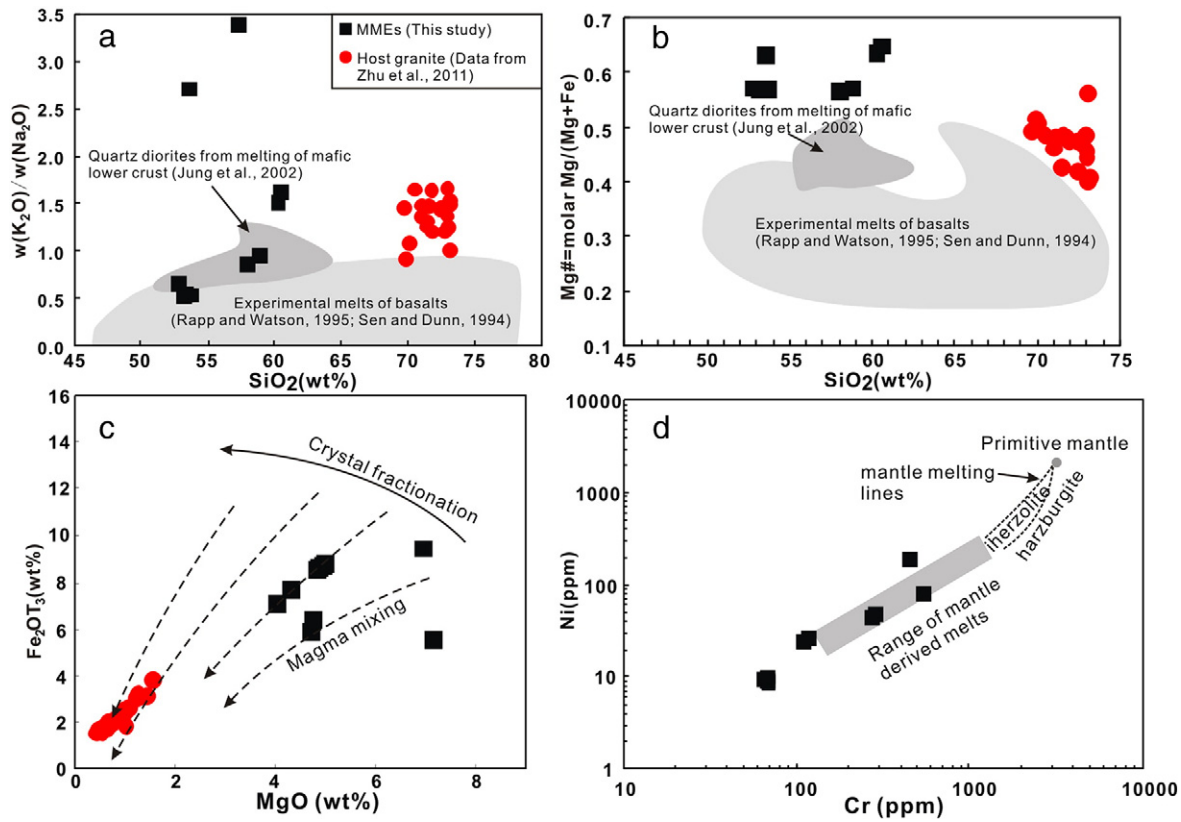 a
3.5
3.0
2.5
2.0
1.5
1.0
0.5
0.0
w(K2O)/w(Na2O)
MMEs (This study)
Host granite (Data from
Zhu et al., 2011)
Quartz diorites from melting of mafic
lower crust (Jung et al., 2002)
Experimental melts of basalts
(Rapp and Watson, 1995; Sen and Dunn, 1994)
45 50 55 60 65 70 75 80
SiO2(wt%)
b
0.7
0.6
0.5
0.4
0.3
0.2
0.1
Mg#=molar Mg/(Mg+Fe)
Quartz diorites from melting of mafic
lower crust (Jung et al., 2002)
Experimental melts of basalts
(Rapp and Watson, 1995; Sen and Dunn, 1994)
45 50 55 60 65 70 75
SiO2(wt%)
c
16
14
12
10
8
6
4
2
0
Fe2OT3(wt%)
Crystal fractionation
Magma mixing
0 2 4 6 8
MgO (wt%)
d
10000
1000
100
10
1
Ni(ppm)
Primitive mantle
mantle melting
lines
iherzolite
harzburgite
Range of mantle
derived melts
10 100 1000 10000
Cr (ppm)